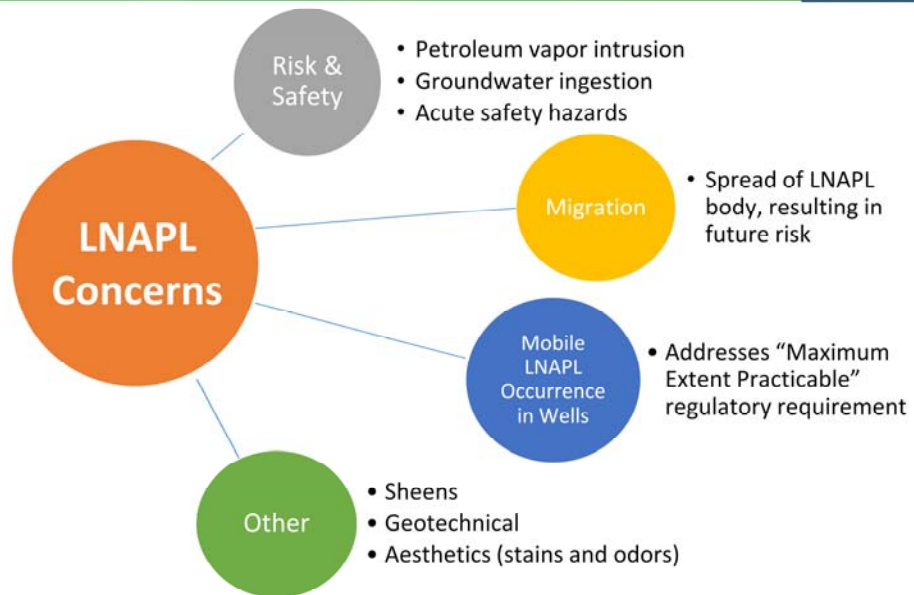 Risk &
Safety
• Petroleum vapor intrusion
• Groundwater ingestion
• Acute safety hazards
LNAPL
Concerns
Migration
• Spread of LNAPL
body, resulting in
future risk
Mobile
LNAPL
Occurrence
in Wells
• Addresses “Maximum
Extent Practicable”
regulatory requirement
Other
• Sheens
• Geotechnical
• Aesthetics (stains and odors)